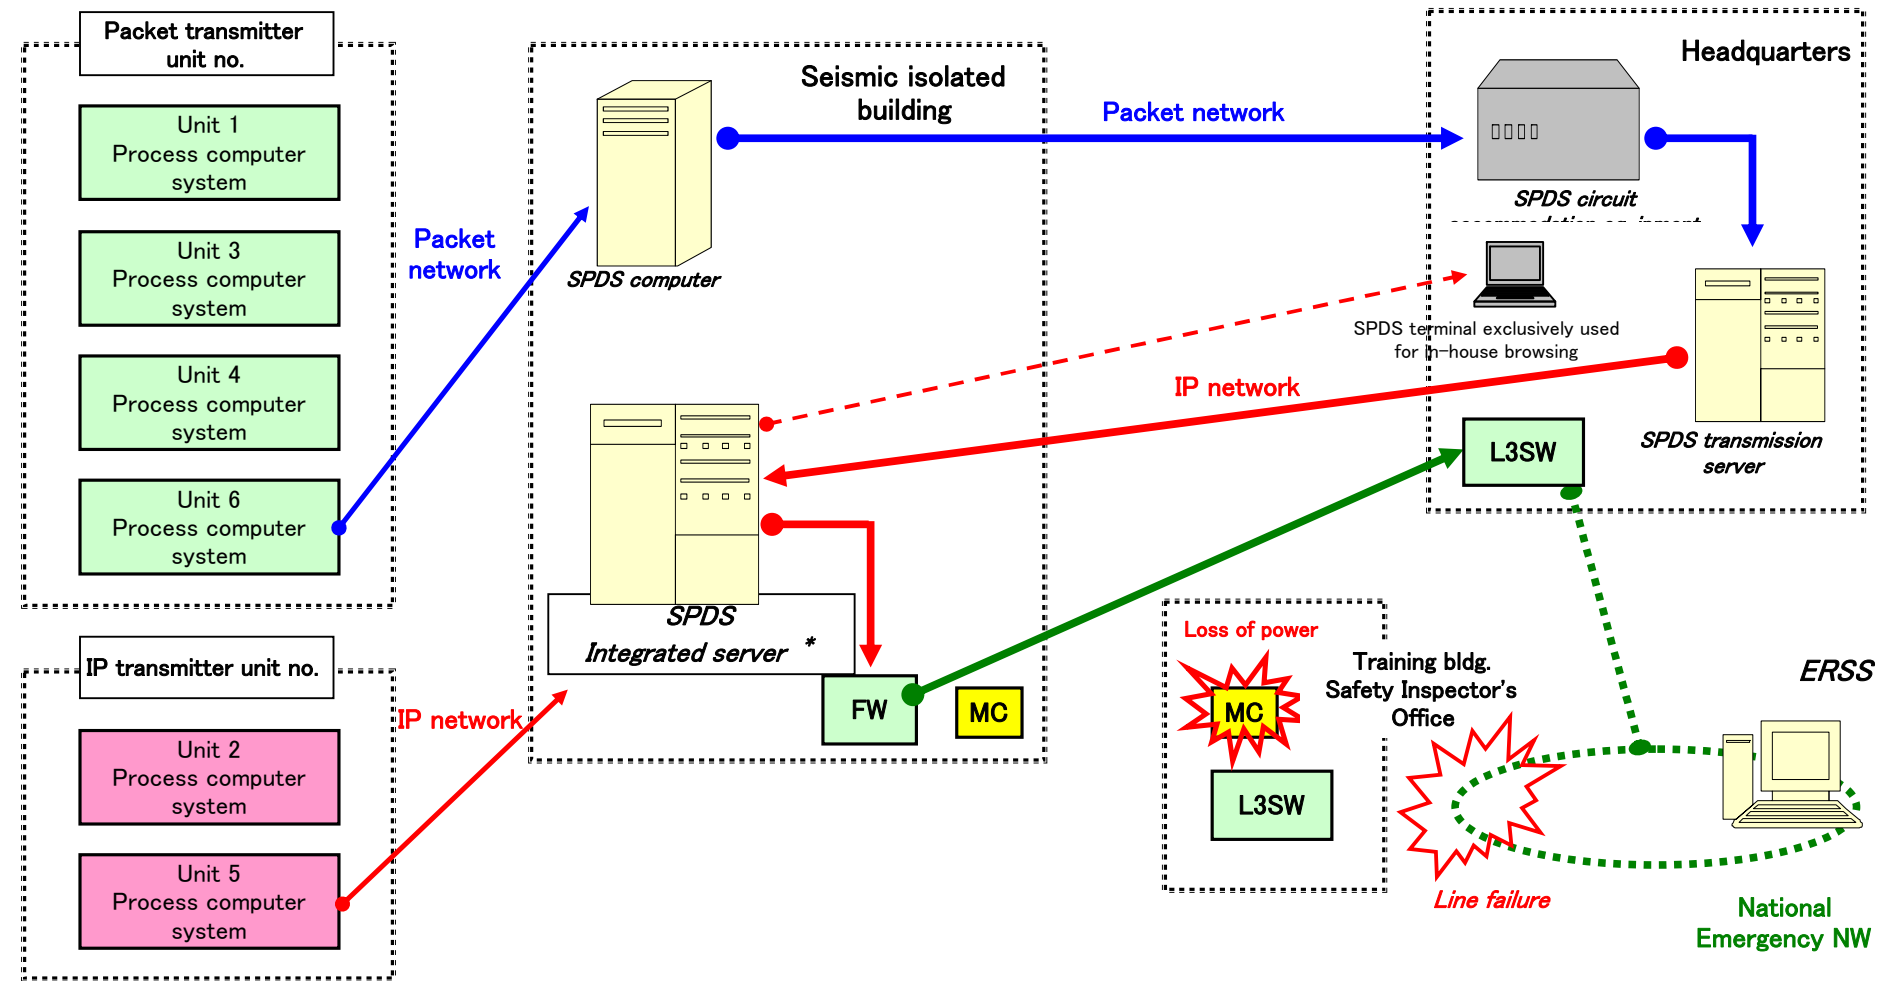 Packet transmitter
unit no.
Unit 1
Process computer
system
Unit 3
Process computer
system
Unit 4
Process computer
system
Unit 6
Process computer
system
IP transmitter unit no.
Unit 2
Process computer
system
Unit 5
Process computer
system
Packet
network
IP network
Seismic isolated
building
SPDS computer
SPDS
Integrated server *
FW
MC
Packet network
IP network
Headquarters
SPDS circuit
SPDS terminal exclusively used
for in-house browsing
SPDS transmission
server
L3SW
Loss of power
MC
L3SW
Training bldg.
Safety Inspector's
Office
Line failure
ERSS
National
Emergency NW